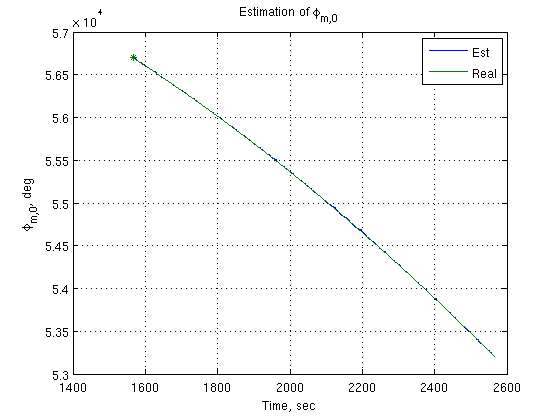 Estimation of ϕm,0
× 10^4
5.7
5.65
5.6
5.55
5.5
5.45
5.4
5.35
5.3
ϕm,0, deg
Est
Real
1400 1600 1800 2000 2200 2400 2600
Time, sec